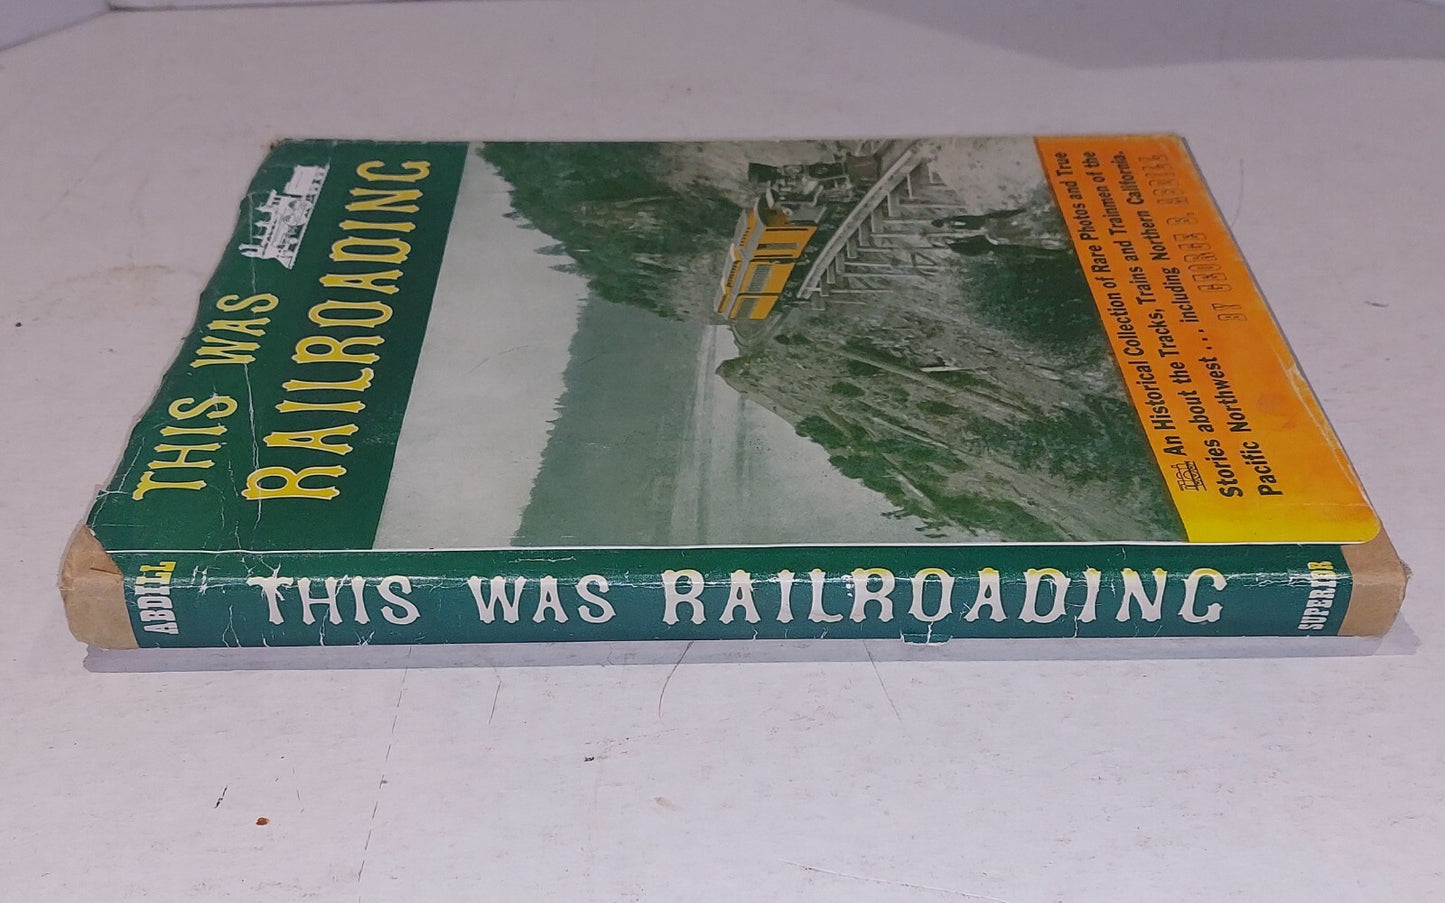 THIS WAS
RAILROADING
An Historical Collection of Rare Photos and True
Stories about the Tracks, Trains and Trainmen of the
Pacific Northwest . . . including Northern California.
BY GEORGE B. ABDILL
ABDILL
THIS WAS RAILROADING
SUPERIOR